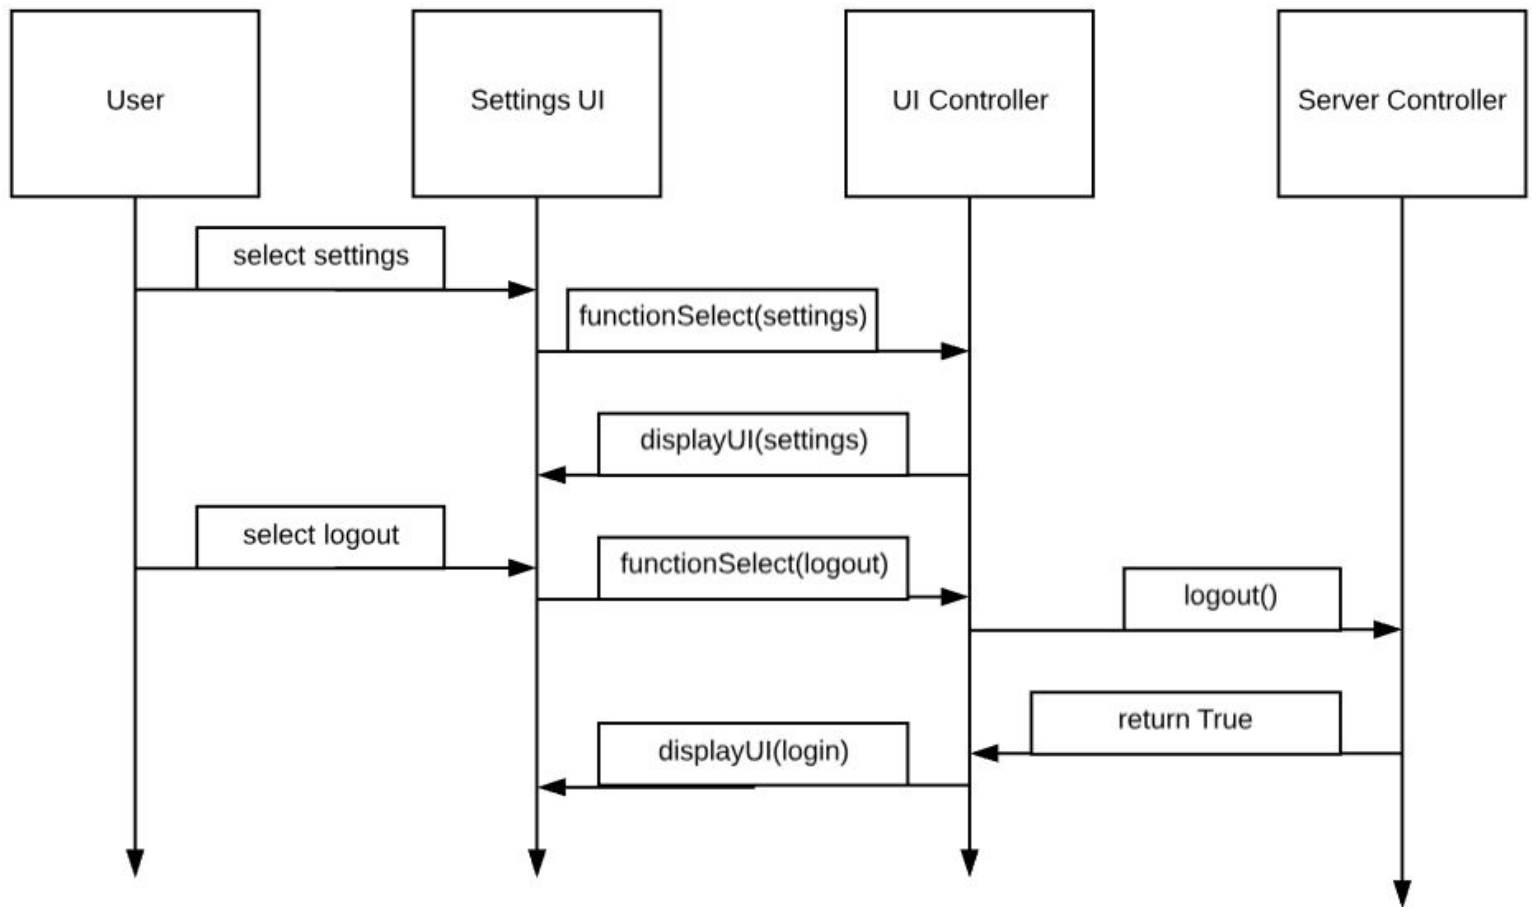 User
Settings UI
UI Controller
Server Controller
select settings
functionSelect(settings)
displayUI(settings)
select logout
functionSelect(logout)
logout()
return True
displayUI(login)